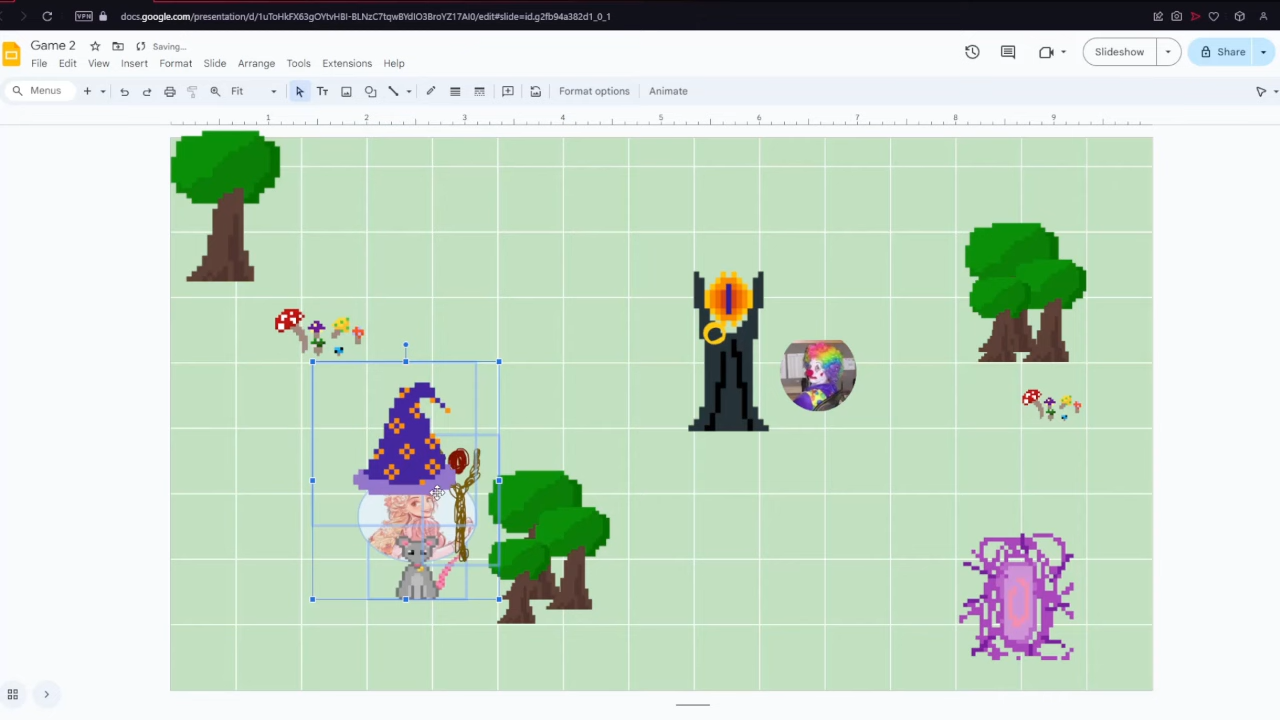 VPN docs.google.com/presentation/d/1uToHkFX63gOYtvHBI-BLNzC7tqwBYdIO3BroYZ17AI0/edit#slide=id.g2fb94a382d1_0_1
Game 2 Saving...
File Edit View Insert Format Slide Arrange Tools Extensions Help
Slideshow Share
Menus Fit Format options Animate
1 2 3 4 5 6 7 8 9